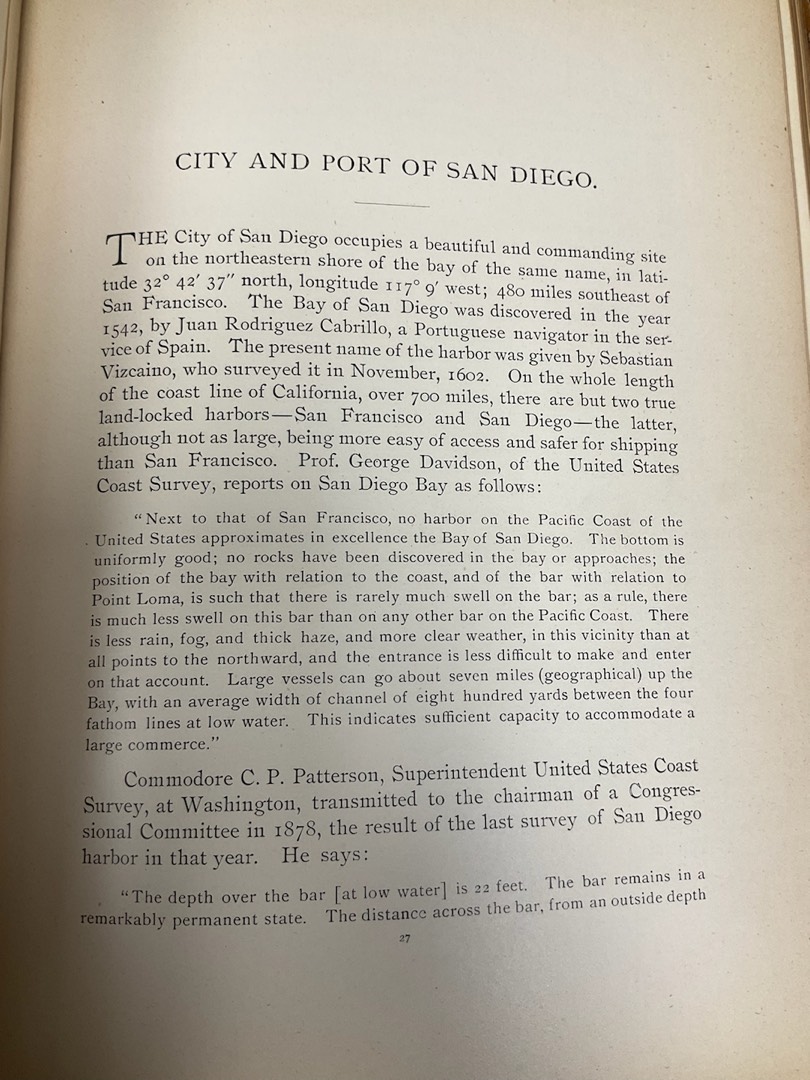 CITY AND PORT OF SAN DIEGO.
THE City of San Diego occupies a beautiful and commanding site
on the northeastern shore of the bay of the same name, in lati-
tude 32° 42′ 37″ north, longitude 117° 9′ west; 480 miles southeast of
San Francisco. The Bay of San Diego was discovered in the year
1542, by Juan Rodriguez Cabrillo, a Portuguese navigator in the ser-
vice of Spain. The present name of the harbor was given by Sebastian
Vizcaino, who surveyed it in November, 1602. On the whole length
of the coast line of California, over 700 miles, there are but two true
land-locked harbors—San Francisco and San Diego—the latter,
although not as large, being more easy of access and safer for shipping
than San Francisco. Prof. George Davidson, of the United States
Coast Survey, reports on San Diego Bay as follows:
“Next to that of San Francisco, no harbor on the Pacific Coast of the
United States approximates in excellence the Bay of San Diego. The bottom is
uniformly good; no rocks have been discovered in the bay or approaches; the
position of the bay with relation to the coast, and of the bar with relation to
Point Loma, is such that there is rarely much swell on the bar; as a rule, there
is much less swell on this bar than on any other bar on the Pacific Coast. There
is less rain, fog, and thick haze, and more clear weather, in this vicinity than at
all points to the northward, and the entrance is less difficult to make and enter
on that account. Large vessels can go about seven miles (geographical) up the
Bay, with an average width of channel of eight hundred yards between the four
fathom lines at low water. This indicates sufficient capacity to accommodate a
large commerce.”
Commodore C. P. Patterson, Superintendent United States Coast
Survey, at Washington, transmitted to the chairman of a Congres-
sional Committee in 1878, the result of the last survey of San Diego
harbor in that year. He says:
“The depth over the bar [at low water] is 22 feet. The bar remains in a
remarkably permanent state. The distance across the bar, from an outside depth
27